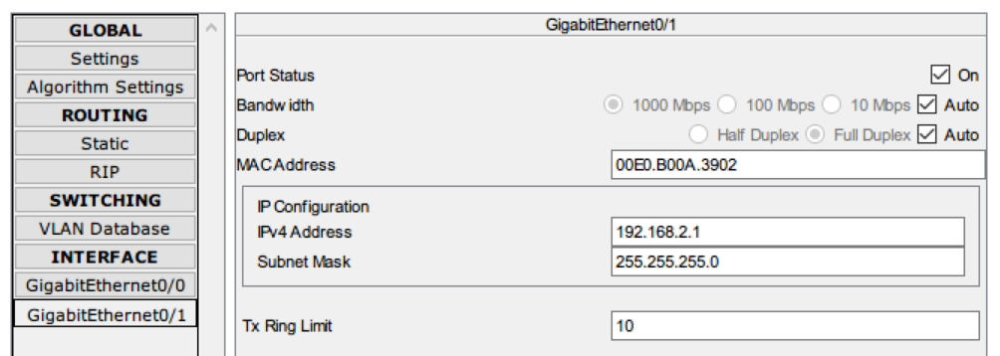 GLOBAL
Settings
Algorithm Settings
ROUTING
Static
RIP
SWITCHING
VLAN Database
INTERFACE
GigabitEthernet0/0
GigabitEthernet0/1
GigabitEthernet0/1
Port Status On
Bandwidth 1000 Mbps 100 Mbps 10 Mbps Auto
Duplex Half Duplex Full Duplex Auto
MAC Address 00E0.B00A.3902
IP Configuration
IPv4 Address 192.168.2.1
Subnet Mask 255.255.255.0
Tx Ring Limit 10